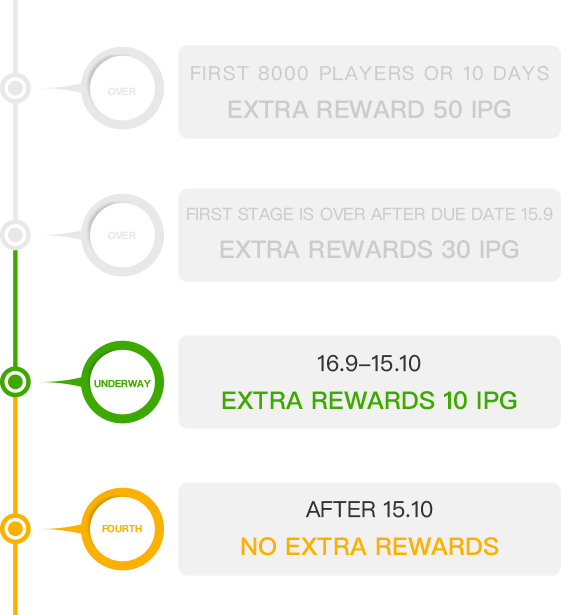 OVER
FIRST 8000 PLAYERS OR 10 DAYS
EXTRA REWARD 50 IPG
OVER
FIRST STAGE IS OVER AFTER DUE DATE 15.9
EXTRA REWARDS 30 IPG
UNDERWAY
16.9–15.10
EXTRA REWARDS 10 IPG
FOURTH
AFTER 15.10
NO EXTRA REWARDS